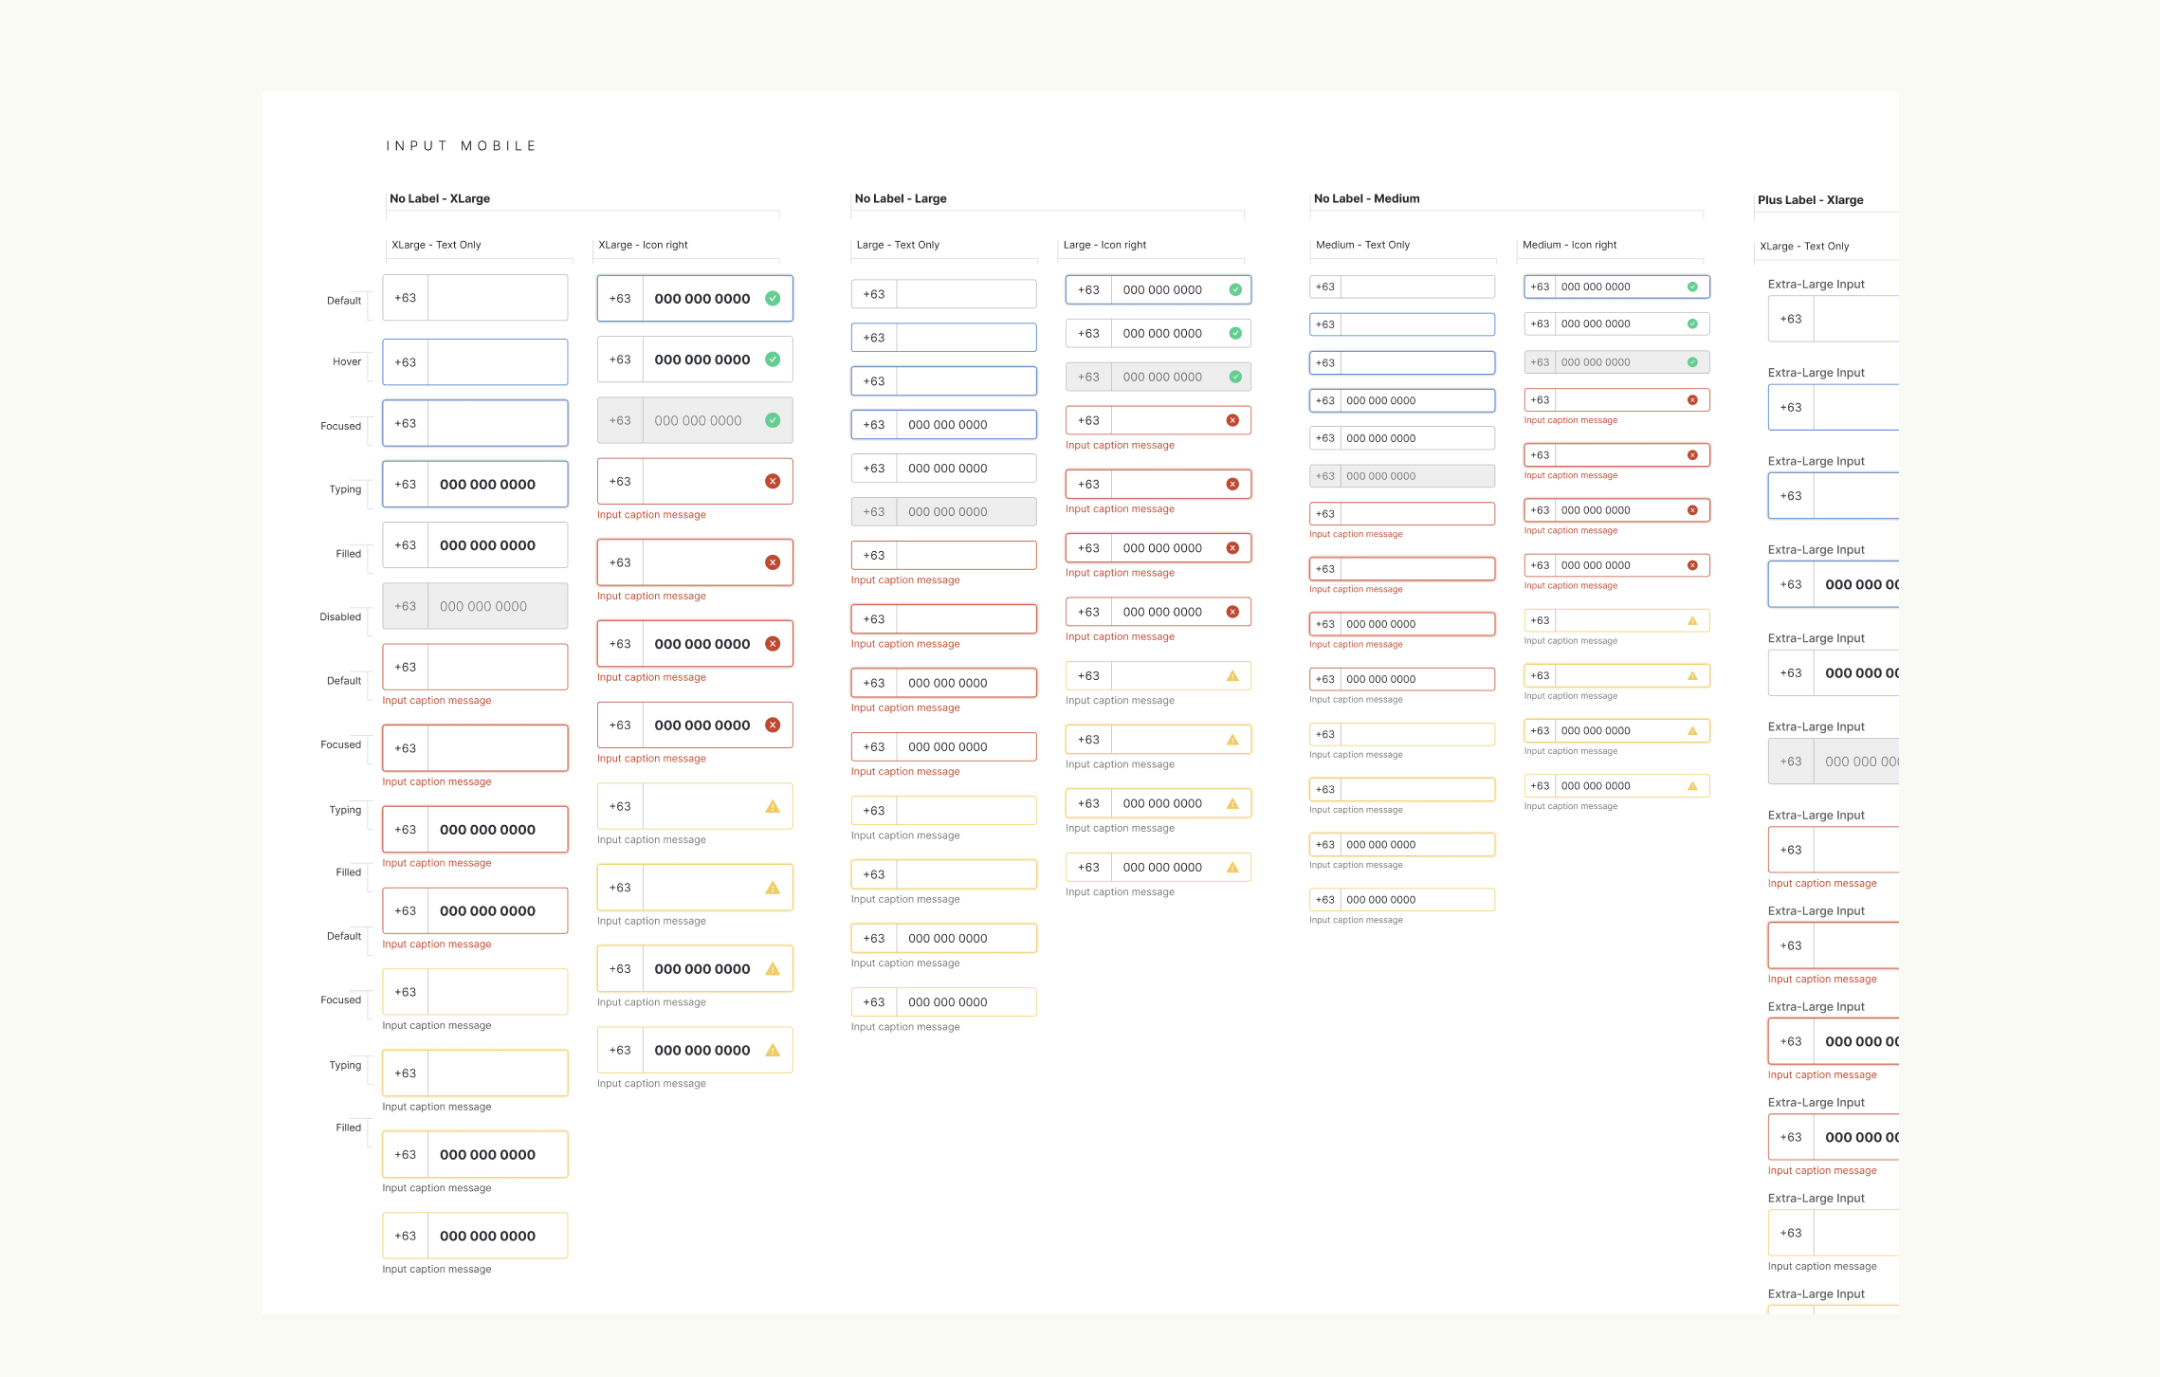 INPUT MOBILE
No Label - XLarge
XLarge - Text Only
XLarge - Icon right
Default
Hover
Focused
Typing
Filled
Disabled
Default
Focused
Typing
Filled
Default
Focused
Typing
Filled
+63
+63
+63
+63 000 000 0000
+63 000 000 0000
+63 000 000 0000
+63
Input caption message
+63
Input caption message
+63 000 000 0000
Input caption message
+63 000 000 0000
Input caption message
+63
Input caption message
+63
Input caption message
+63 000 000 0000
Input caption message
+63 000 000 0000
Input caption message
+63 000 000 0000
+63 000 000 0000
+63 000 000 0000
+63
Input caption message
+63
Input caption message
+63 000 000 0000
Input caption message
+63 000 000 0000
Input caption message
+63
Input caption message
+63
Input caption message
+63 000 000 0000
Input caption message
+63 000 000 0000
Input caption message
No Label - Large
Large - Text Only
Large - Icon right
+63
+63
+63
+63 000 000 0000
+63 000 000 0000
+63 000 000 0000
+63
Input caption message
+63
Input caption message
+63 000 000 0000
Input caption message
+63 000 000 0000
Input caption message
+63
Input caption message
+63
Input caption message
+63 000 000 0000
Input caption message
+63 000 000 0000
Input caption message
+63 000 000 0000
+63 000 000 0000
+63 000 000 0000
+63
Input caption message
+63
Input caption message
+63 000 000 0000
Input caption message
+63 000 000 0000
Input caption message
+63
Input caption message
+63
Input caption message
+63 000 000 0000
Input caption message
+63 000 000 0000
Input caption message
No Label - Medium
Medium - Text Only
Medium - Icon right
+63
+63
+63
+63 000 000 0000
+63 000 000 0000
+63 000 000 0000
+63
Input caption message
+63
Input caption message
+63 000 000 0000
Input caption message
+63 000 000 0000
Input caption message
+63
Input caption message
+63
Input caption message
+63 000 000 0000
Input caption message
+63 000 000 0000
Input caption message
+63 000 000 0000
+63 000 000 0000
+63 000 000 0000
+63
Input caption message
+63
Input caption message
+63 000 000 0000
Input caption message
+63 000 000 0000
Input caption message
+63
Input caption message
+63
Input caption message
+63 000 000 0000
Input caption message
+63 000 000 0000
Input caption message
Plus Label - Xlarge
XLarge - Text Only
Extra-Large Input
+63
Extra-Large Input
+63
Extra-Large Input
+63
Extra-Large Input
+63 000 000 00
Extra-Large Input
+63 000 000 00
Extra-Large Input
+63 000 000 00
Extra-Large Input
+63
Input caption message
Extra-Large Input
+63
Input caption message
Extra-Large Input
+63 000 000 00
Input caption message
Extra-Large Input
+63 000 000 00
Input caption message
Extra-Large Input
+63
Input caption message
Extra-Large Input